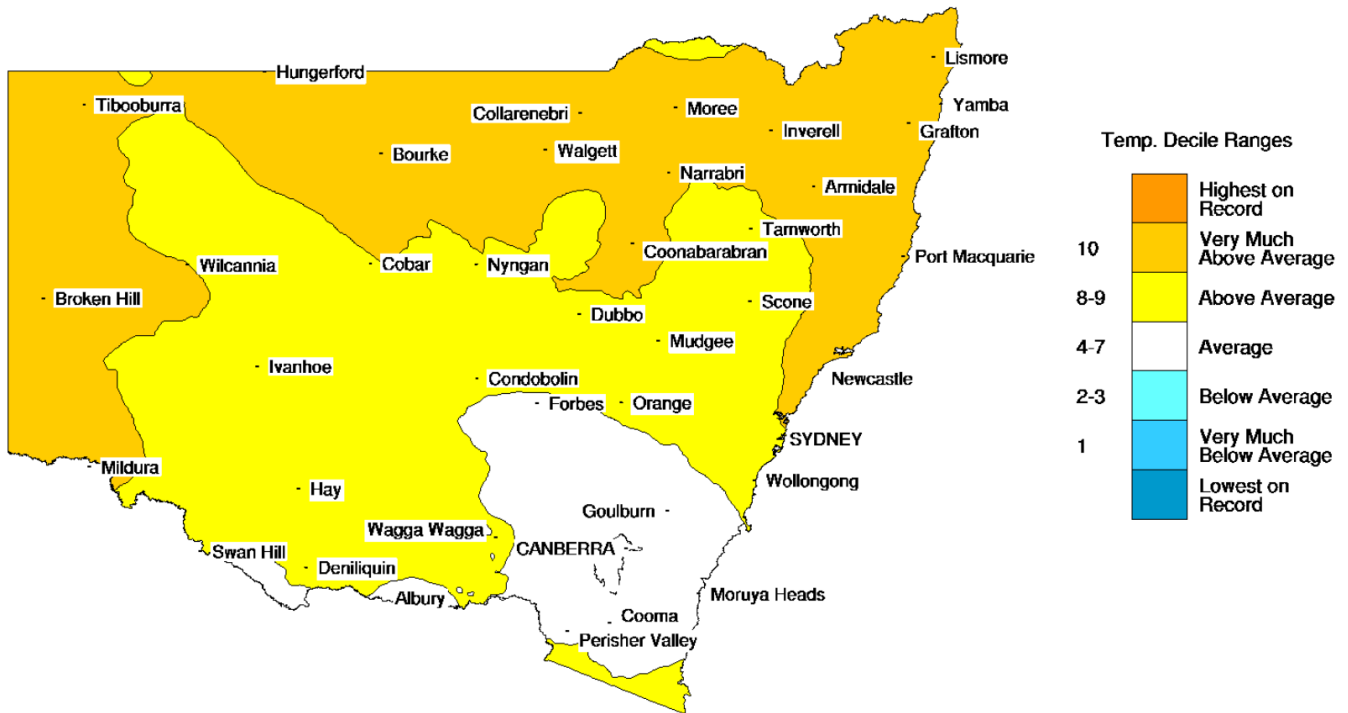 Hungerford
Lismore
Tibooburra
Collarenebri
Moree
Yamba
Inverell
Grafton
Bourke
Walgett
Narrabri
Armidale
Tamworth
Coonabarabran
Wilcannia
Cobar
Nyngan
Port Macquarie
Broken Hill
Scone
Dubbo
Mudgee
Ivanhoe
Condobolin
Newcastle
Forbes
Orange
SYDNEY
Mildura
Wollongong
Hay
Goulburn
Wagga Wagga
CANBERRA
Swan Hill
Deniliquin
Albury
Moruya Heads
Cooma
Perisher Valley
Temp. Decile Ranges
Highest on
Record
10 Very Much
Above Average
8-9 Above Average
4-7 Average
2-3 Below Average
1 Very Much
Below Average
Lowest on
Record